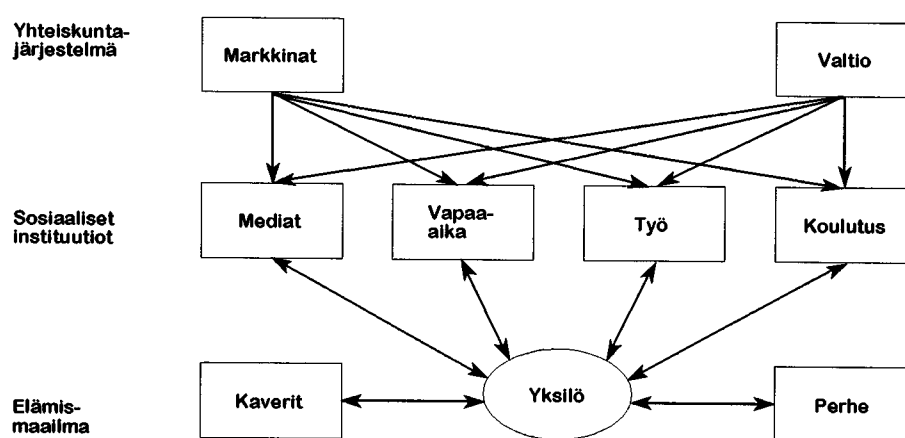 Yhteiskunta-
järjestelmä
Markkinat
Valtio
Sosiaaliset
instituutiot
Mediat
Vapaa-
aika
Työ
Koulutus
Elämis-
maailma
Kaverit
Yksilö
Perhe